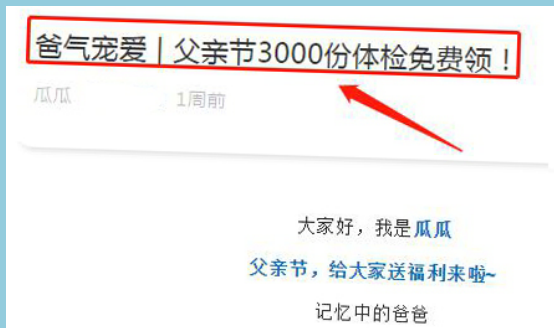 爸气宠爱 | 父亲节3000份体检免费领！
瓜瓜 1周前
大家好，我是瓜瓜
父亲节，给大家送福利来啦~
记忆中的爸爸